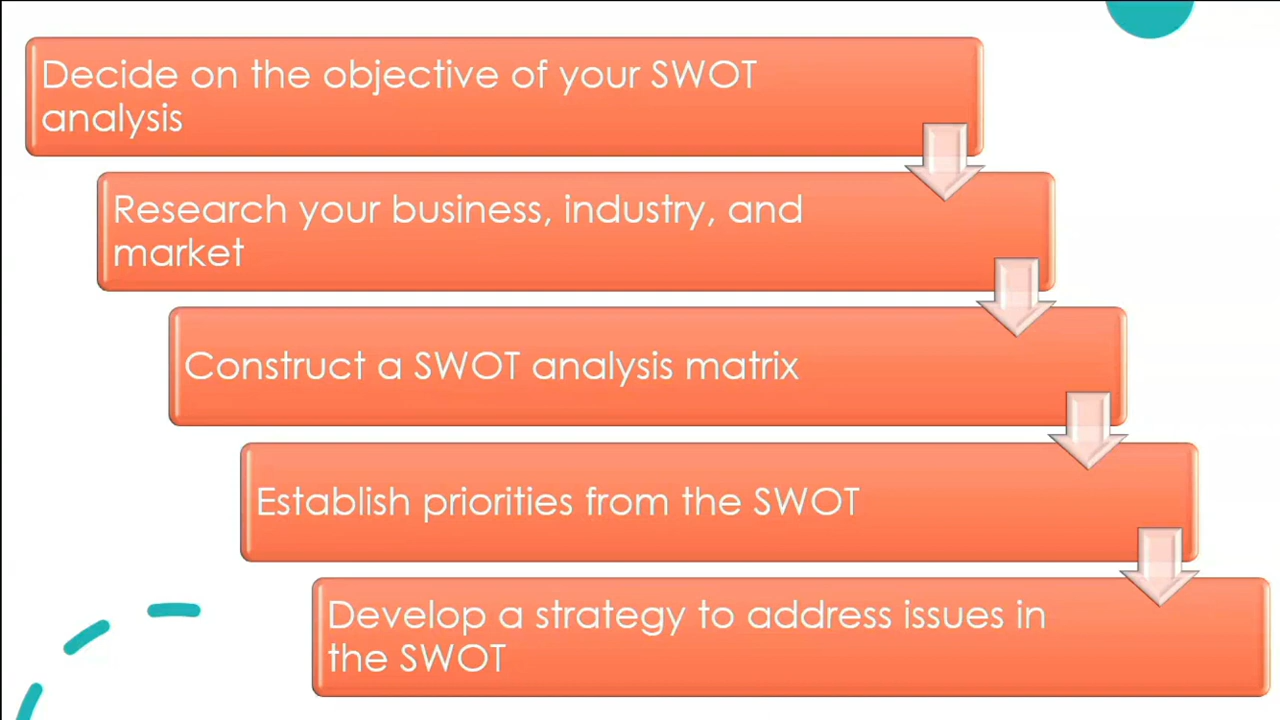 Decide on the objective of your SWOT
analysis
Research your business, industry, and
market
Construct a SWOT analysis matrix
Establish priorities from the SWOT
Develop a strategy to address issues in
the SWOT